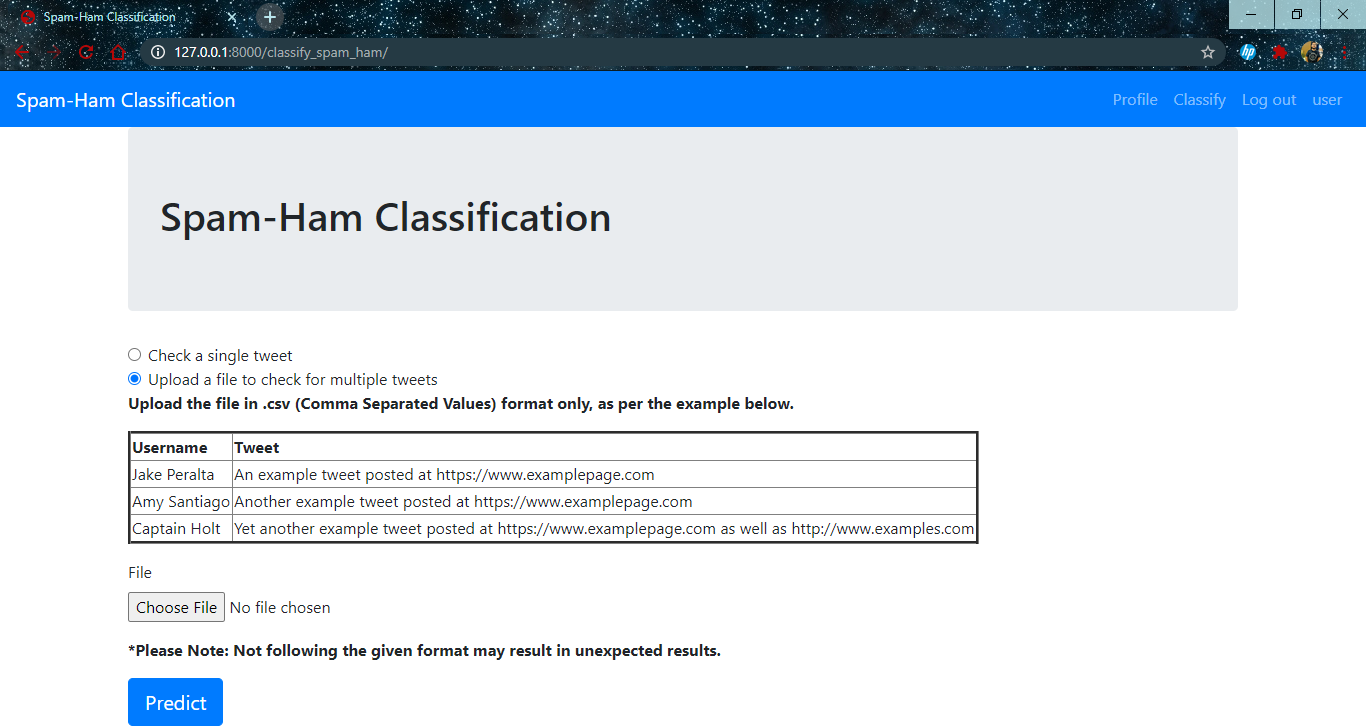 Spam-Ham Classification
127.0.0.1:8000/classify_spam_ham/
hp
Spam-Ham Classification
Profile Classify Log out user
Spam-Ham Classification
Check a single tweet
Upload a file to check for multiple tweets
Upload the file in .csv (Comma Separated Values) format only, as per the example below.
Username Tweet
Jake Peralta An example tweet posted at https://www.examplepage.com
Amy Santiago Another example tweet posted at https://www.examplepage.com
Captain Holt Yet another example tweet posted at https://www.examplepage.com as well as http://www.examples.com
File
Choose File No file chosen
*Please Note: Not following the given format may result in unexpected results.
Predict